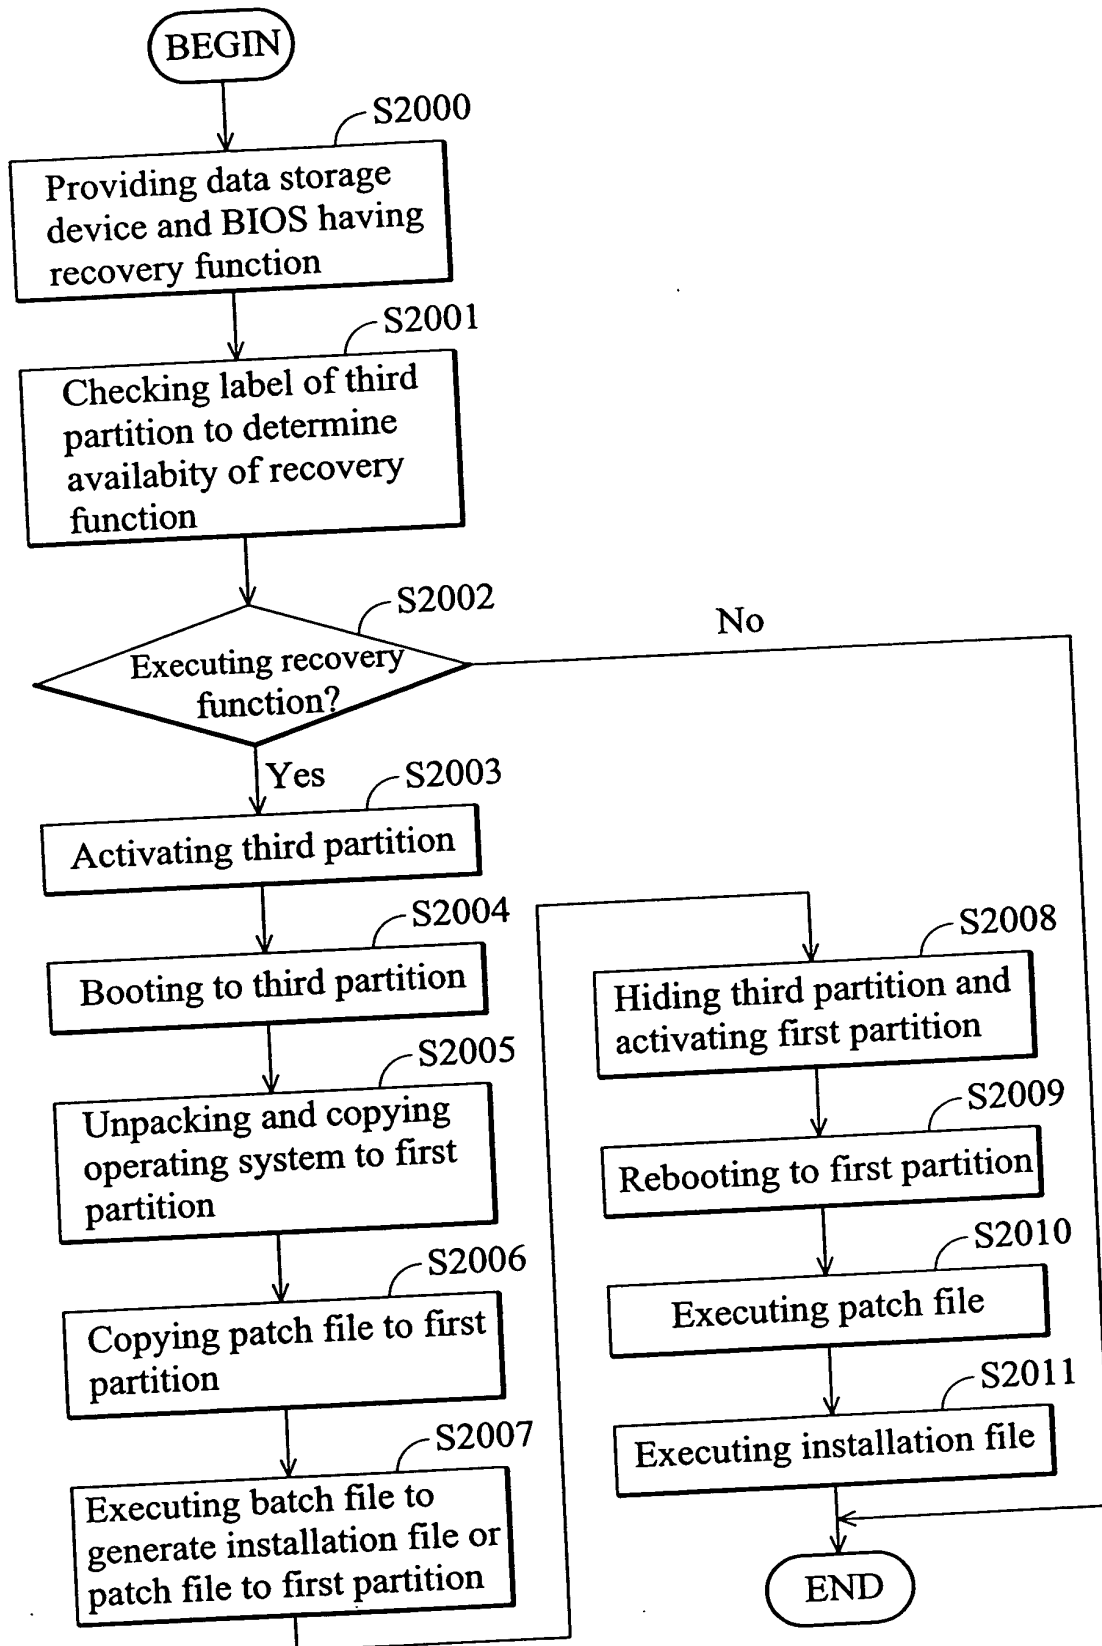 BEGIN
S2000
Providing data storage
device and BIOS having
recovery function
S2001
Checking label of third
partition to determine
availabity of recovery
function
S2002
Executing recovery
function?
No
Yes
S2003
Activating third partition
S2004
Booting to third partition
S2005
Unpacking and copying
operating system to first
partition
S2006
Copying patch file to first
partition
S2007
Executing batch file to
generate installation file or
patch file to first partition
S2008
Hiding third partition and
activating first partition
S2009
Rebooting to first partition
S2010
Executing patch file
S2011
Executing installation file
END